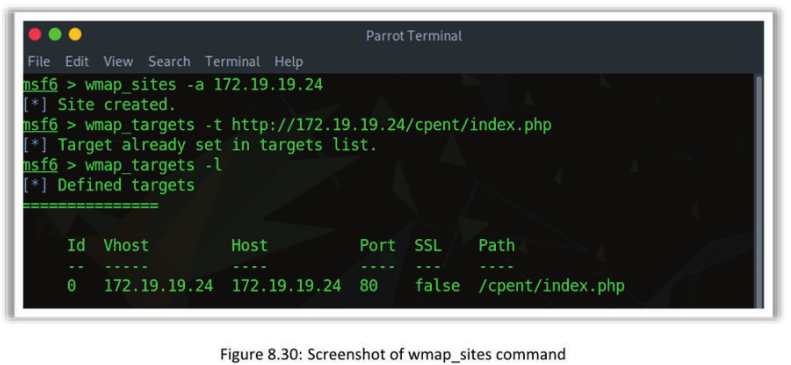 Parrot Terminal
File Edit View Search Terminal Help
msf6 > wmap_sites -a 172.19.19.24
[*] Site created.
msf6 > wmap_targets -t http://172.19.19.24/cpent/index.php
[*] Target already set in targets list.
msf6 > wmap_targets -l
[*] Defined targets
===============
Id Vhost Host Port SSL Path
-- ----- ---- ---- --- ----
0 172.19.19.24 172.19.19.24 80 false /cpent/index.php
Figure 8.30: Screenshot of wmap_sites command